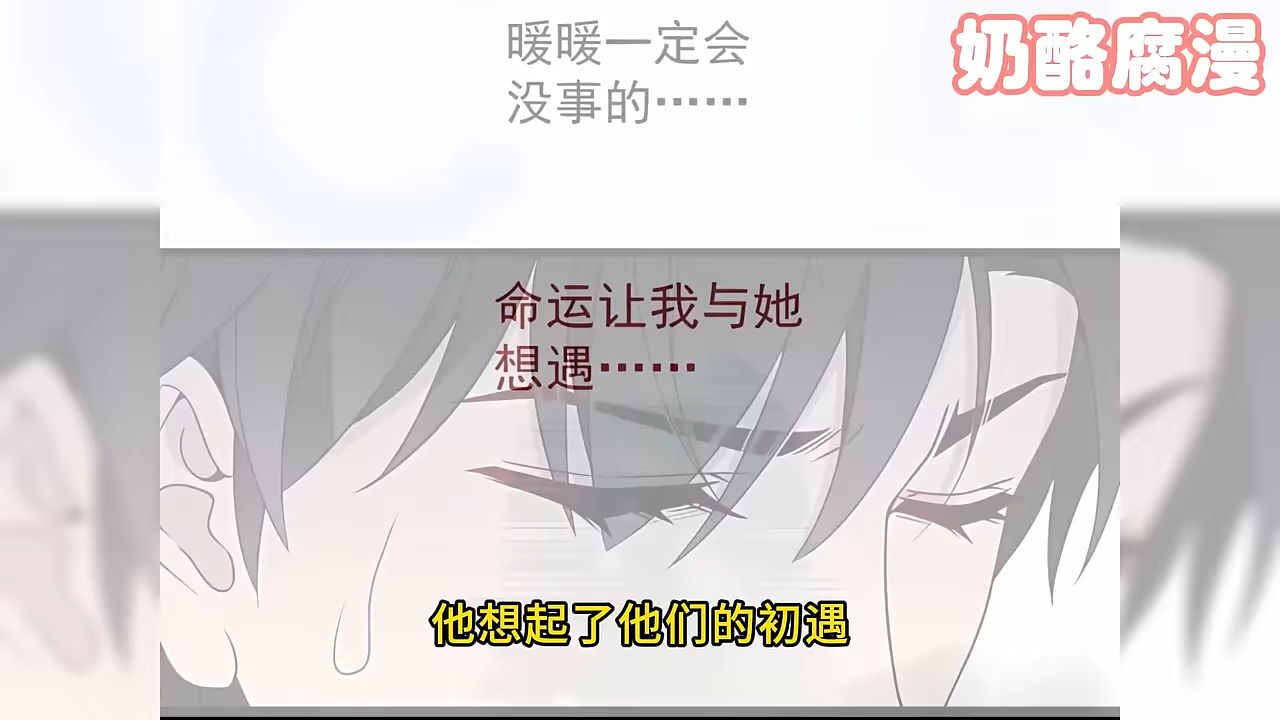 暖暖一定会
没事的……
奶酪腐漫
命运让我与她
想遇……
他想起了他们的初遇